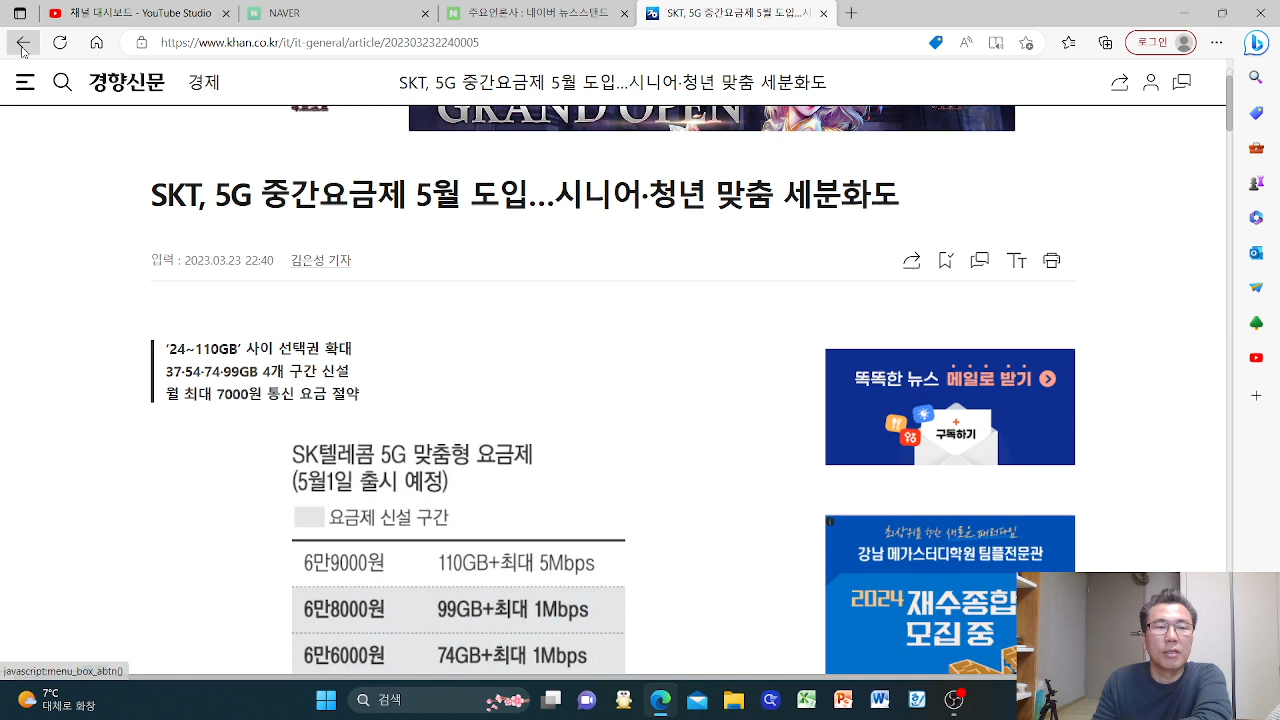 채널 대시보드 - YouTube Studio
NAVER
주요언론사 : 네이버 뉴스스탠드
SKT, 5G 중간요금제 5월 도입...시
https://www.khan.co.kr/it/it-general/article/202303232240005
로그인
경향신문
경제
SKT, 5G 중간요금제 5월 도입...시니어·청년 맞춤 세분화도
GRAND OPEN
SKT, 5G 중간요금제 5월 도입...시니어·청년 맞춤 세분화도
입력 : 2023.03.23 22:40
김은성 기자
‘24~110GB’ 사이 선택권 확대
37·54·74·99GB 4개 구간 신설
월 최대 7000원 통신 요금 절약
똑똑한 뉴스 메일로 받기
구독하기
SK텔레콤 5G 맞춤형 요금제
(5월1일 출시 예정)
요금제 신설 구간
6만9000원 110GB+최대 5Mbps
6만8000원 99GB+최대 1Mbps
6만6000원 74GB+최대 1Mbps
최상위를 향한 새로운 패러다임
강남 메가스터디학원 팀플전문관
2024 재수종합
모집 중
javascript:menu_box_abtn()
7℃
대체로 화창
검색